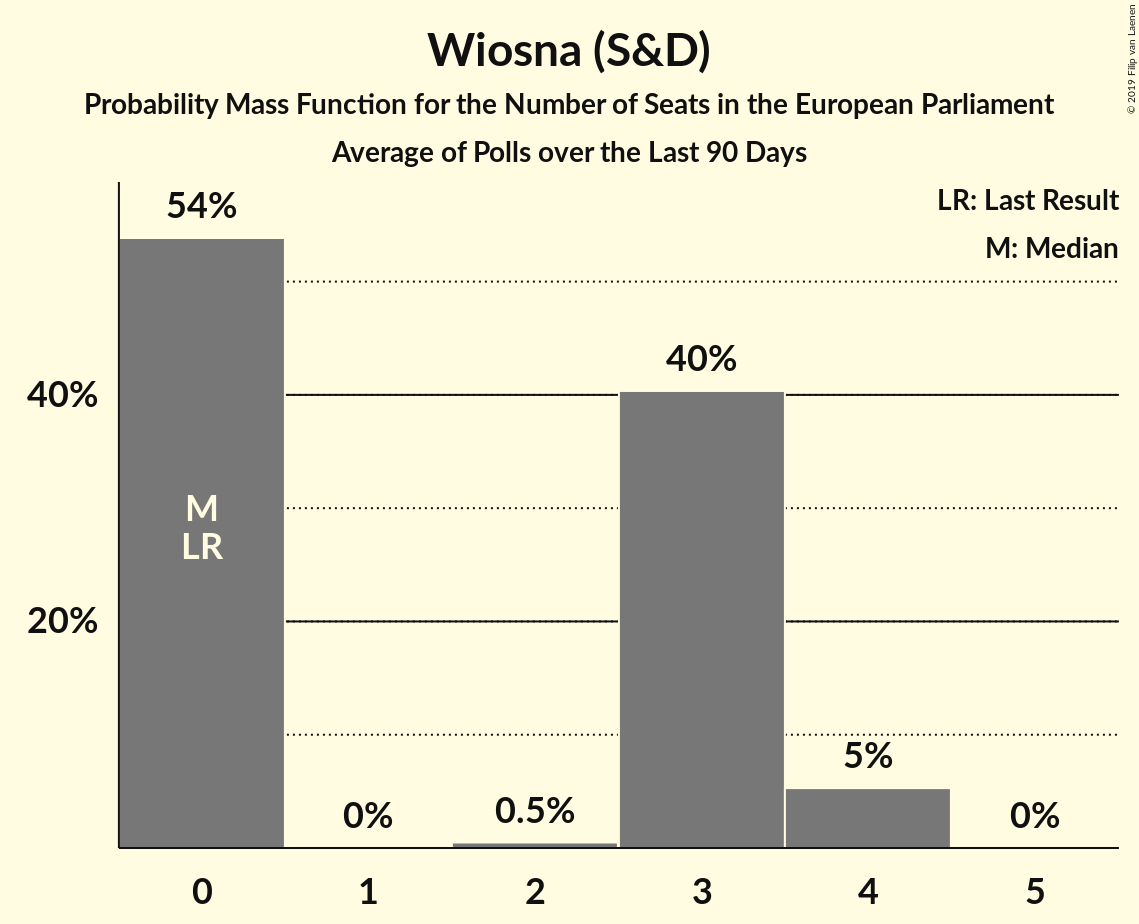 Wiosna (S&D)
Probability Mass Function for the Number of Seats in the European Parliament
Average of Polls over the Last 90 Days
© 2019 Filip van Laenen
LR: Last Result
M: Median
54%
40%
40%
M
LR
20%
5%
0%
0.5%
0%
0 1 2 3 4 5